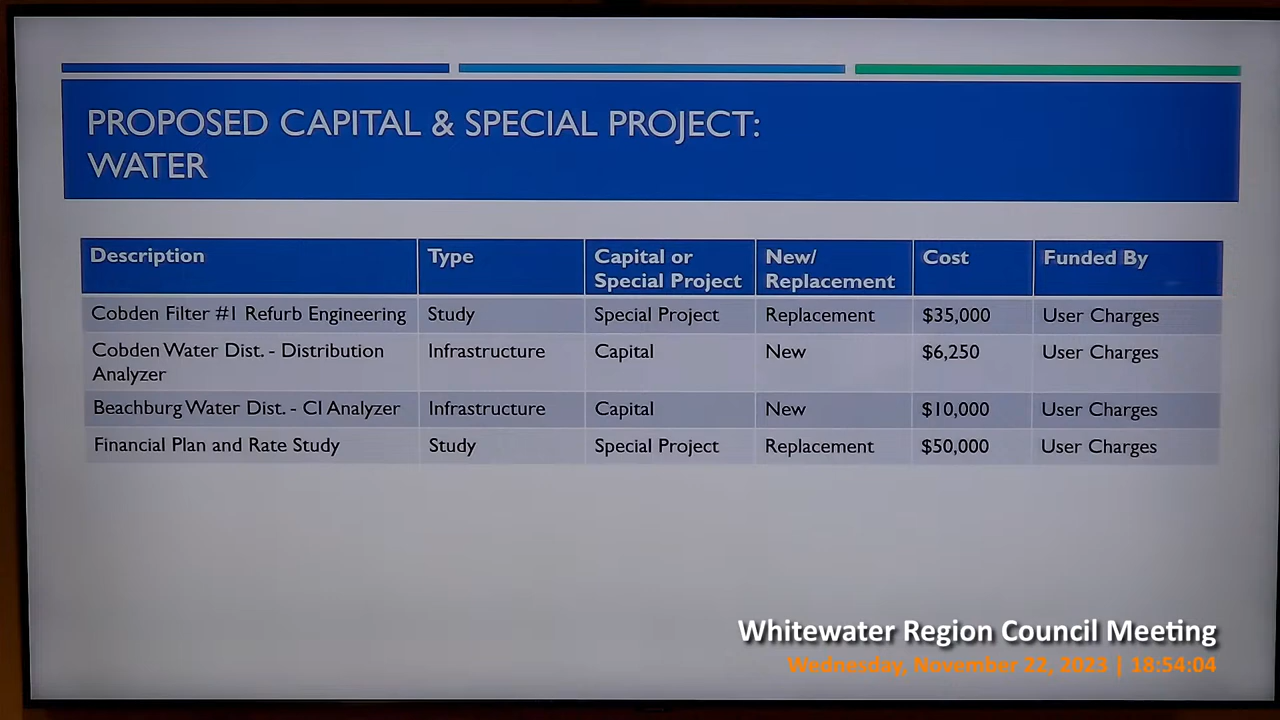 PROPOSED CAPITAL & SPECIAL PROJECT:
WATER
Description Type Capital or Special Project New/ Replacement Cost Funded By
Cobden Filter #1 Refurb Engineering Study Special Project Replacement $35,000 User Charges
Cobden Water Dist. - Distribution Analyzer Infrastructure Capital New $6,250 User Charges
Beachburg Water Dist. - Cl Analyzer Infrastructure Capital New $10,000 User Charges
Financial Plan and Rate Study Study Special Project Replacement $50,000 User Charges
Whitewater Region Council Meeting
Wednesday, November 22, 2023 | 18:54:04